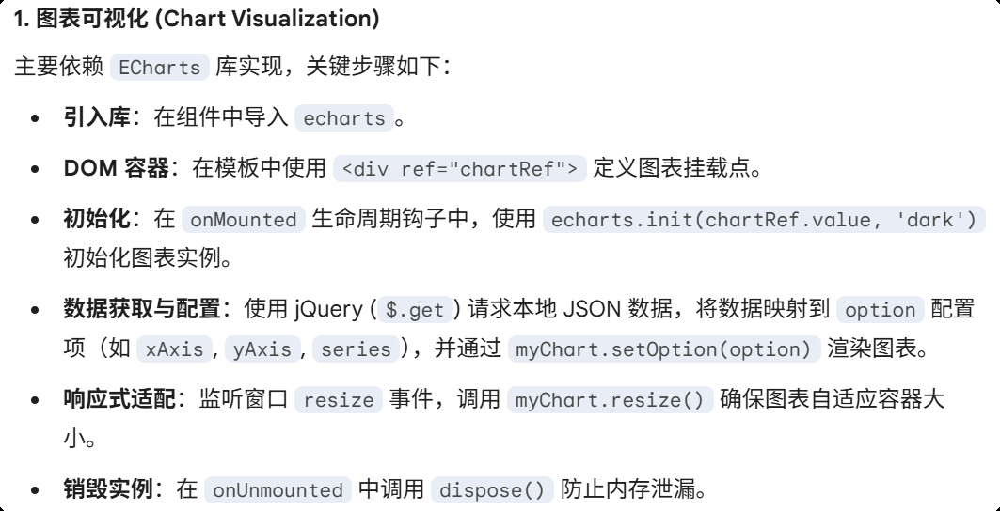 1. 图表可视化 (Chart Visualization)
主要依赖 ECharts 库实现，关键步骤如下：
• 引入库：在组件中导入 echarts 。
• DOM 容器：在模板中使用 <div ref="chartRef"> 定义图表挂载点。
• 初始化：在 onMounted 生命周期钩子中，使用 echarts.init(chartRef.value, 'dark')
初始化图表实例。
• 数据获取与配置：使用 jQuery ( $.get ) 请求本地 JSON 数据，将数据映射到 option 配置
项（如 xAxis , yAxis , series ），并通过 myChart.setOption(option) 渲染图表。
• 响应式适配：监听窗口 resize 事件，调用 myChart.resize() 确保图表自适应容器大
小。
• 销毁实例：在 onUnmounted 中调用 dispose() 防止内存泄漏。